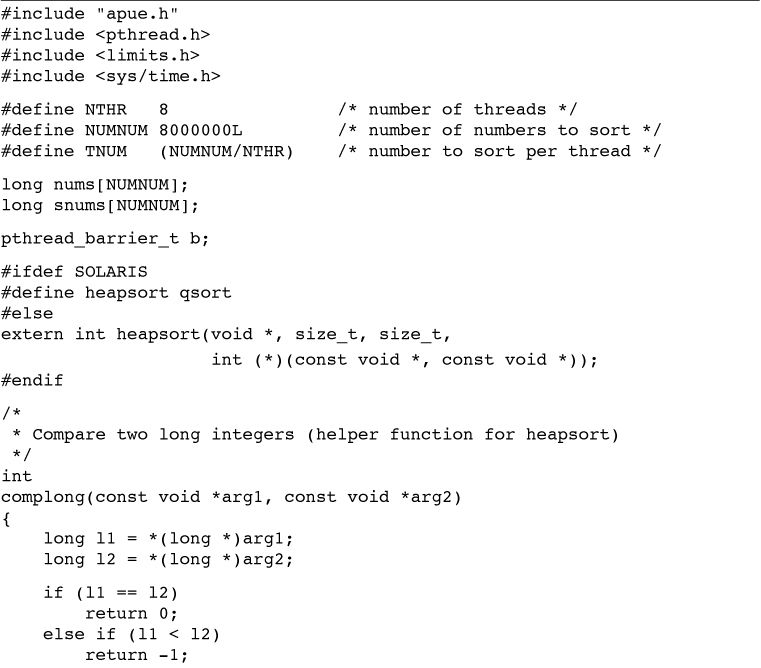 #include "apue.h"
#include <pthread.h>
#include <limits.h>
#include <sys/time.h>
#define NTHR   8                /* number of threads */
#define NUMNUM 8000000L         /* number of numbers to sort */
#define TNUM   (NUMNUM/NTHR)    /* number to sort per thread */
long nums[NUMNUM];
long snums[NUMNUM];
pthread_barrier_t b;
#ifdef SOLARIS
#define heapsort qsort
#else
extern int heapsort(void *, size_t, size_t,
                    int (*)(const void *, const void *));
#endif
/*
 * Compare two long integers (helper function for heapsort)
 */
int
complong(const void *arg1, const void *arg2)
{
    long l1 = *(long *)arg1;
    long l2 = *(long *)arg2;
    if (l1 == l2)
        return 0;
    else if (l1 < l2)
        return -1;